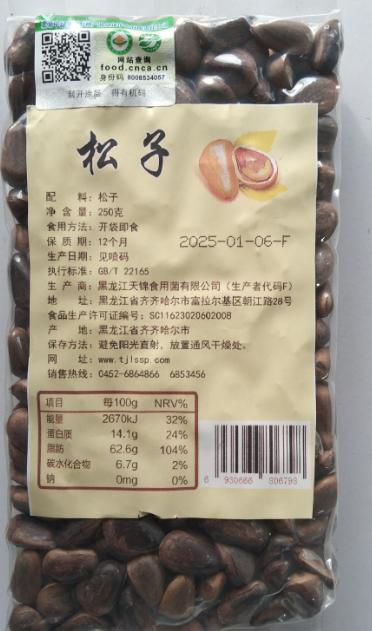 网站查询
food.cnca.cn
身份码 8008534057
刮开涂层 得有机码
松子
配 料：松子
净 含 量：250克
食用方法：开袋即食
保 质 期：12个月
2025-01-06-F
生产日期：见喷码
执行标准：GB/T 22165
生 产 商：黑龙江天锦食用菌有限公司（生产者代码F）
地 址：黑龙江省齐齐哈尔市富拉尔基区朝江路28号
食品生产许可证编号：SC11623020602008
产 地：黑龙江省齐齐哈尔市
保存方法：避免阳光直射，放置通风干燥处。
网 址：www.tjlssp.com
销售热线：0452-6864866 6853456
项目 每100g NRV%
能量 2670kJ 32%
蛋白质 14.1g 24%
脂肪 62.6g 104%
碳水化合物 6.7g 2%
钠 0mg 0%
6 930666 806793